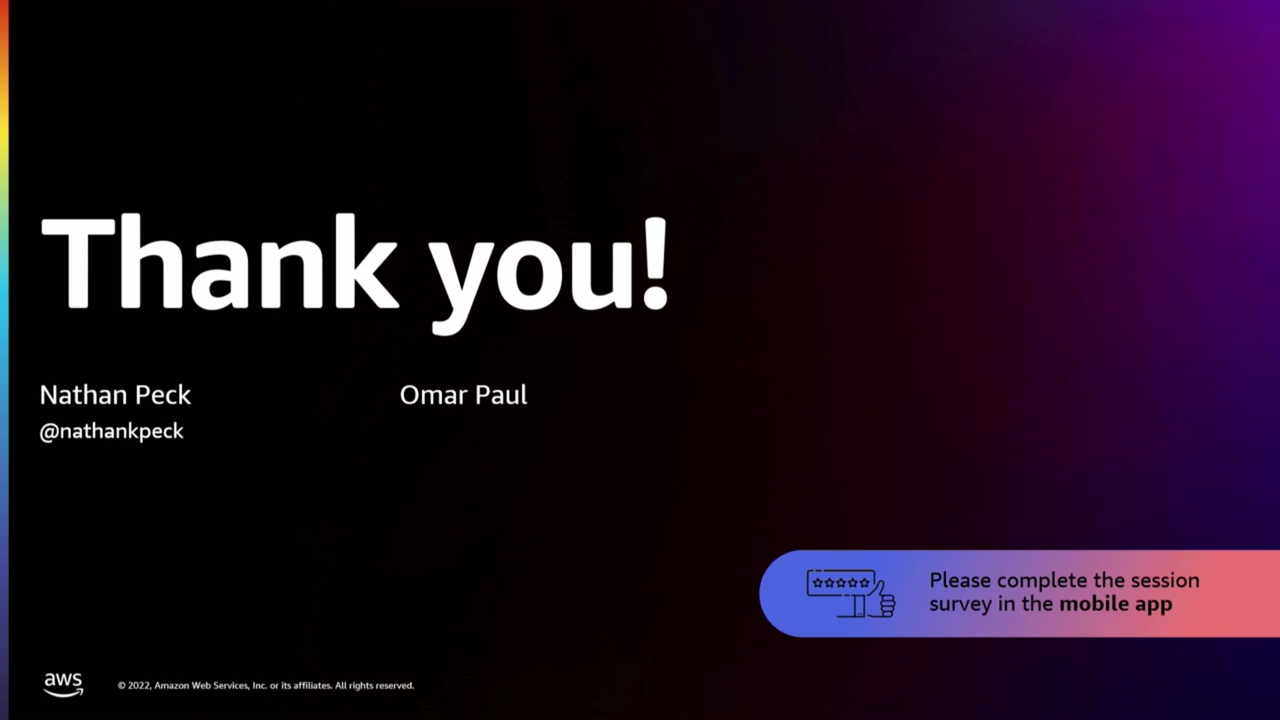 Thank you!
Nathan Peck
@nathankpeck
Omar Paul
Please complete the session
survey in the mobile app
aws
© 2022, Amazon Web Services, Inc. or its affiliates. All rights reserved.